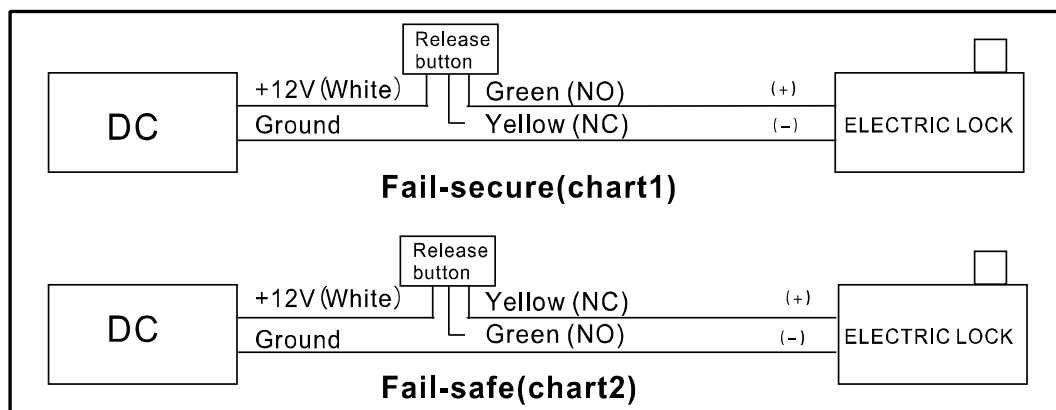 Release
button
+12V(White)
Green (NO)
(+)
DC
Ground
Yellow (NC)
(-)
ELECTRIC LOCK
Fail-secure(chart1)
Release
button
+12V(White)
Yellow (NC)
(+)
DC
Ground
Green (NO)
(-)
ELECTRIC LOCK
Fail-safe(chart2)